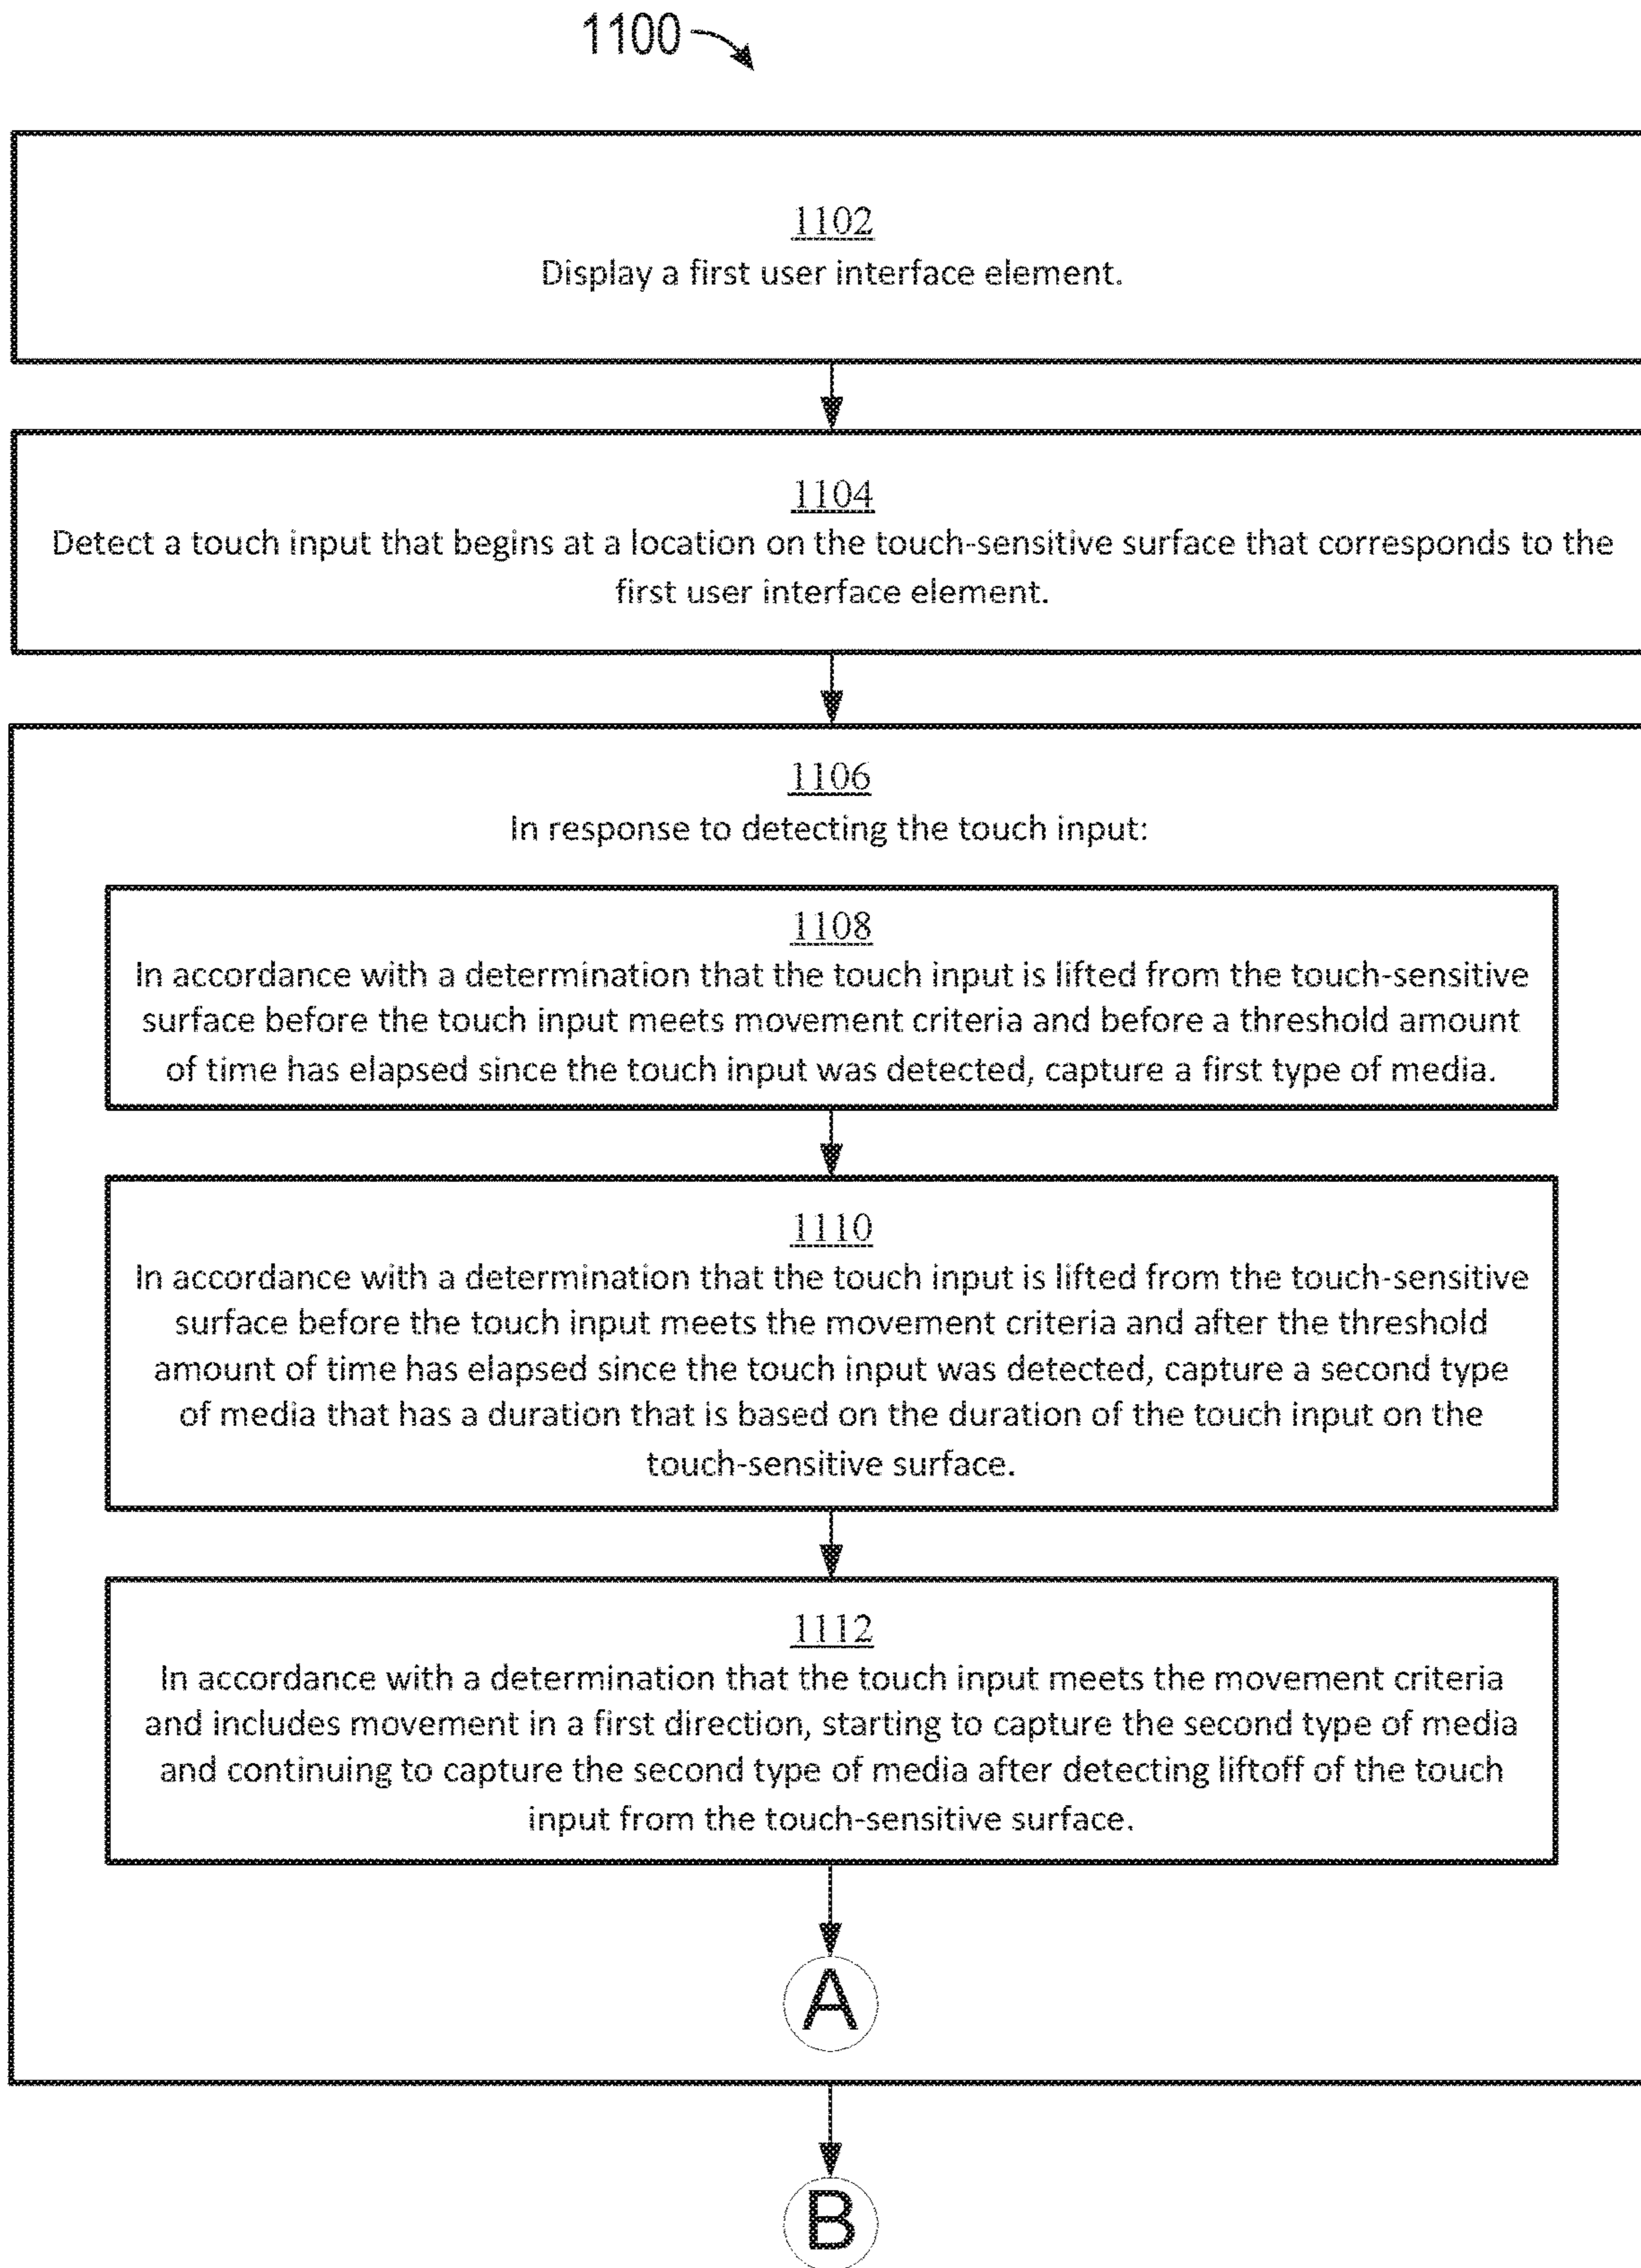 1100
1102
Display a first user interface element.
1104
Detect a touch input that begins at a location on the touch-sensitive surface that corresponds to the
first user interface element.
1106
In response to detecting the touch input:
1108
In accordance with a determination that the touch input is lifted from the touch-sensitive
surface before the touch input meets movement criteria and before a threshold amount
of time has elapsed since the touch input was detected, capture a first type of media.
1110
In accordance with a determination that the touch input is lifted from the touch-sensitive
surface before the touch input meets the movement criteria and after the threshold
amount of time has elapsed since the touch input was detected, capture a second type
of media that has a duration that is based on the duration of the touch input on the
touch-sensitive surface.
1112
In accordance with a determination that the touch input meets the movement criteria
and includes movement in a first direction, starting to capture the second type of media
and continuing to capture the second type of media after detecting liftoff of the touch
input from the touch-sensitive surface.
A
B